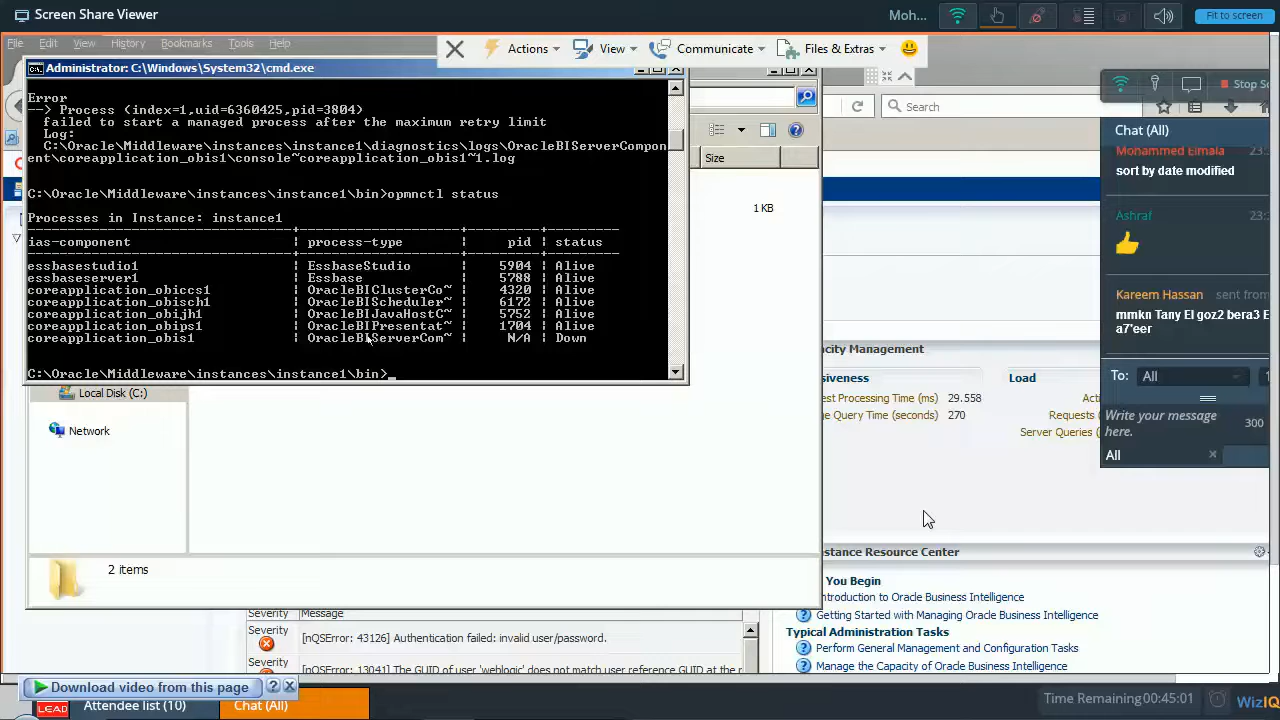 Screen Share Viewer
Moh...
Fit to screen
File Edit View History Bookmarks Tools Help
Actions
View
Communicate
Files & Extras
Administrator: C:\Windows\System32\cmd.exe
Search
Stop S
Error
--> Process (index=1,uid=6360425,pid=3804)
failed to start a managed process after the maximum retry limit
Log:
C:\Oracle\Middleware\instances\instance1\diagnostics\logs\OracleBIServerCompon
ent\coreapplication_obis1\console~coreapplication_obis1~1.log
C:\Oracle\Middleware\instances\instance1\bin>opmnctl status
Processes in Instance: instance1
ias-component | process-type | pid | status
essbasestudio1 | EssbaseStudio | 5904 | Alive
essbaseserver1 | Essbase | 5788 | Alive
coreapplication_obiccs1 | OracleBIClusterCo~ | 4320 | Alive
coreapplication_obisch1 | OracleBIScheduler~ | 6172 | Alive
coreapplication_obijh1 | OracleBIJavaHostC~ | 5752 | Alive
coreapplication_obips1 | OracleBIPresentat~ | 1704 | Alive
coreapplication_obis1 | OracleBIServerCom~ | N/A | Down
C:\Oracle\Middleware\instances\instance1\bin>_
Size
1 KB
Chat (All)
Mohammed Elmala 23:
sort by date modified
Ashraf 23:
Kareem Hassan
mmkn Tany El goz2 bera3 E
a7'eer
To: All
Write your message
here.
300
All
Local Disk (C:)
Network
2 items
city Management
siveness
Load
est Processing Time (ms) 29.558
ge Query Time (seconds) 270
Requests (
Server Queries (
stance Resource Center
You Begin
ntroduction to Oracle Business Intelligence
Getting Started with Managing Oracle Business Intelligence
Typical Administration Tasks
Perform General Management and Configuration Tasks
Manage the Capacity of Oracle Business Intelligence
Severity Message
Severity
[nQSError: 43126] Authentication failed: invalid user/password.
Severity
[nQSError: 13041] The GUID of user 'weblogic' does not match user reference GUID at the r
Download video from this page
LEAD
Attendee list (10)
Chat (All)
Time Remaining 00:45:01
WizIQ